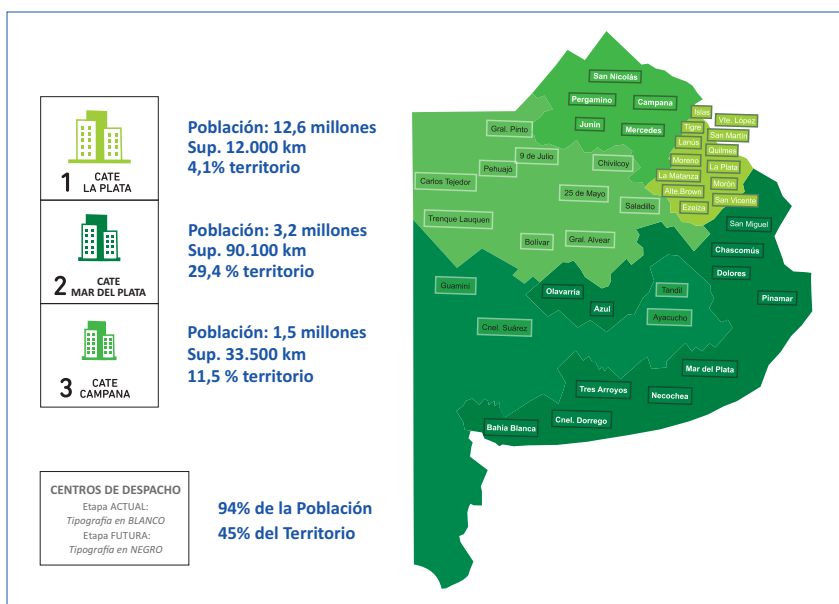 1 CATE
LA PLATA
Población: 12,6 millones
Sup. 12.000 km
4,1% territorio
2 CATE
MAR DEL PLATA
Población: 3,2 millones
Sup. 90.100 km
29,4 % territorio
3 CATE
CAMPANA
Población: 1,5 millones
Sup. 33.500 km
11,5 % territorio
CENTROS DE DESPACHO
Etapa ACTUAL:
Tipografía en BLANCO
Etapa FUTURA:
Tipografía en NEGRO
94% de la Población
45% del Territorio
San Nicolás
Pergamino
Campana
Junín
Mercedes
Islas
Vte. López
Tigre
San Martín
Lanús
Quilmes
Moreno
La Plata
La Matanza
Morón
Alte.Brown
San Vicente
Ezeiza
Gral. Pinto
9 de Julio
Chivilcoy
Pehuajó
Carlos Tejedor
25 de Mayo
Saladillo
Trenque Lauquen
Bolívar
Gral. Alvear
San Miguel
Chascomús
Dolores
Pinamar
Guaminí
Olavarría
Azul
Tandil
Ayacucho
Cnel. Suárez
Mar del Plata
Tres Arroyos
Necochea
Cnel. Dorrego
Bahía Blanca